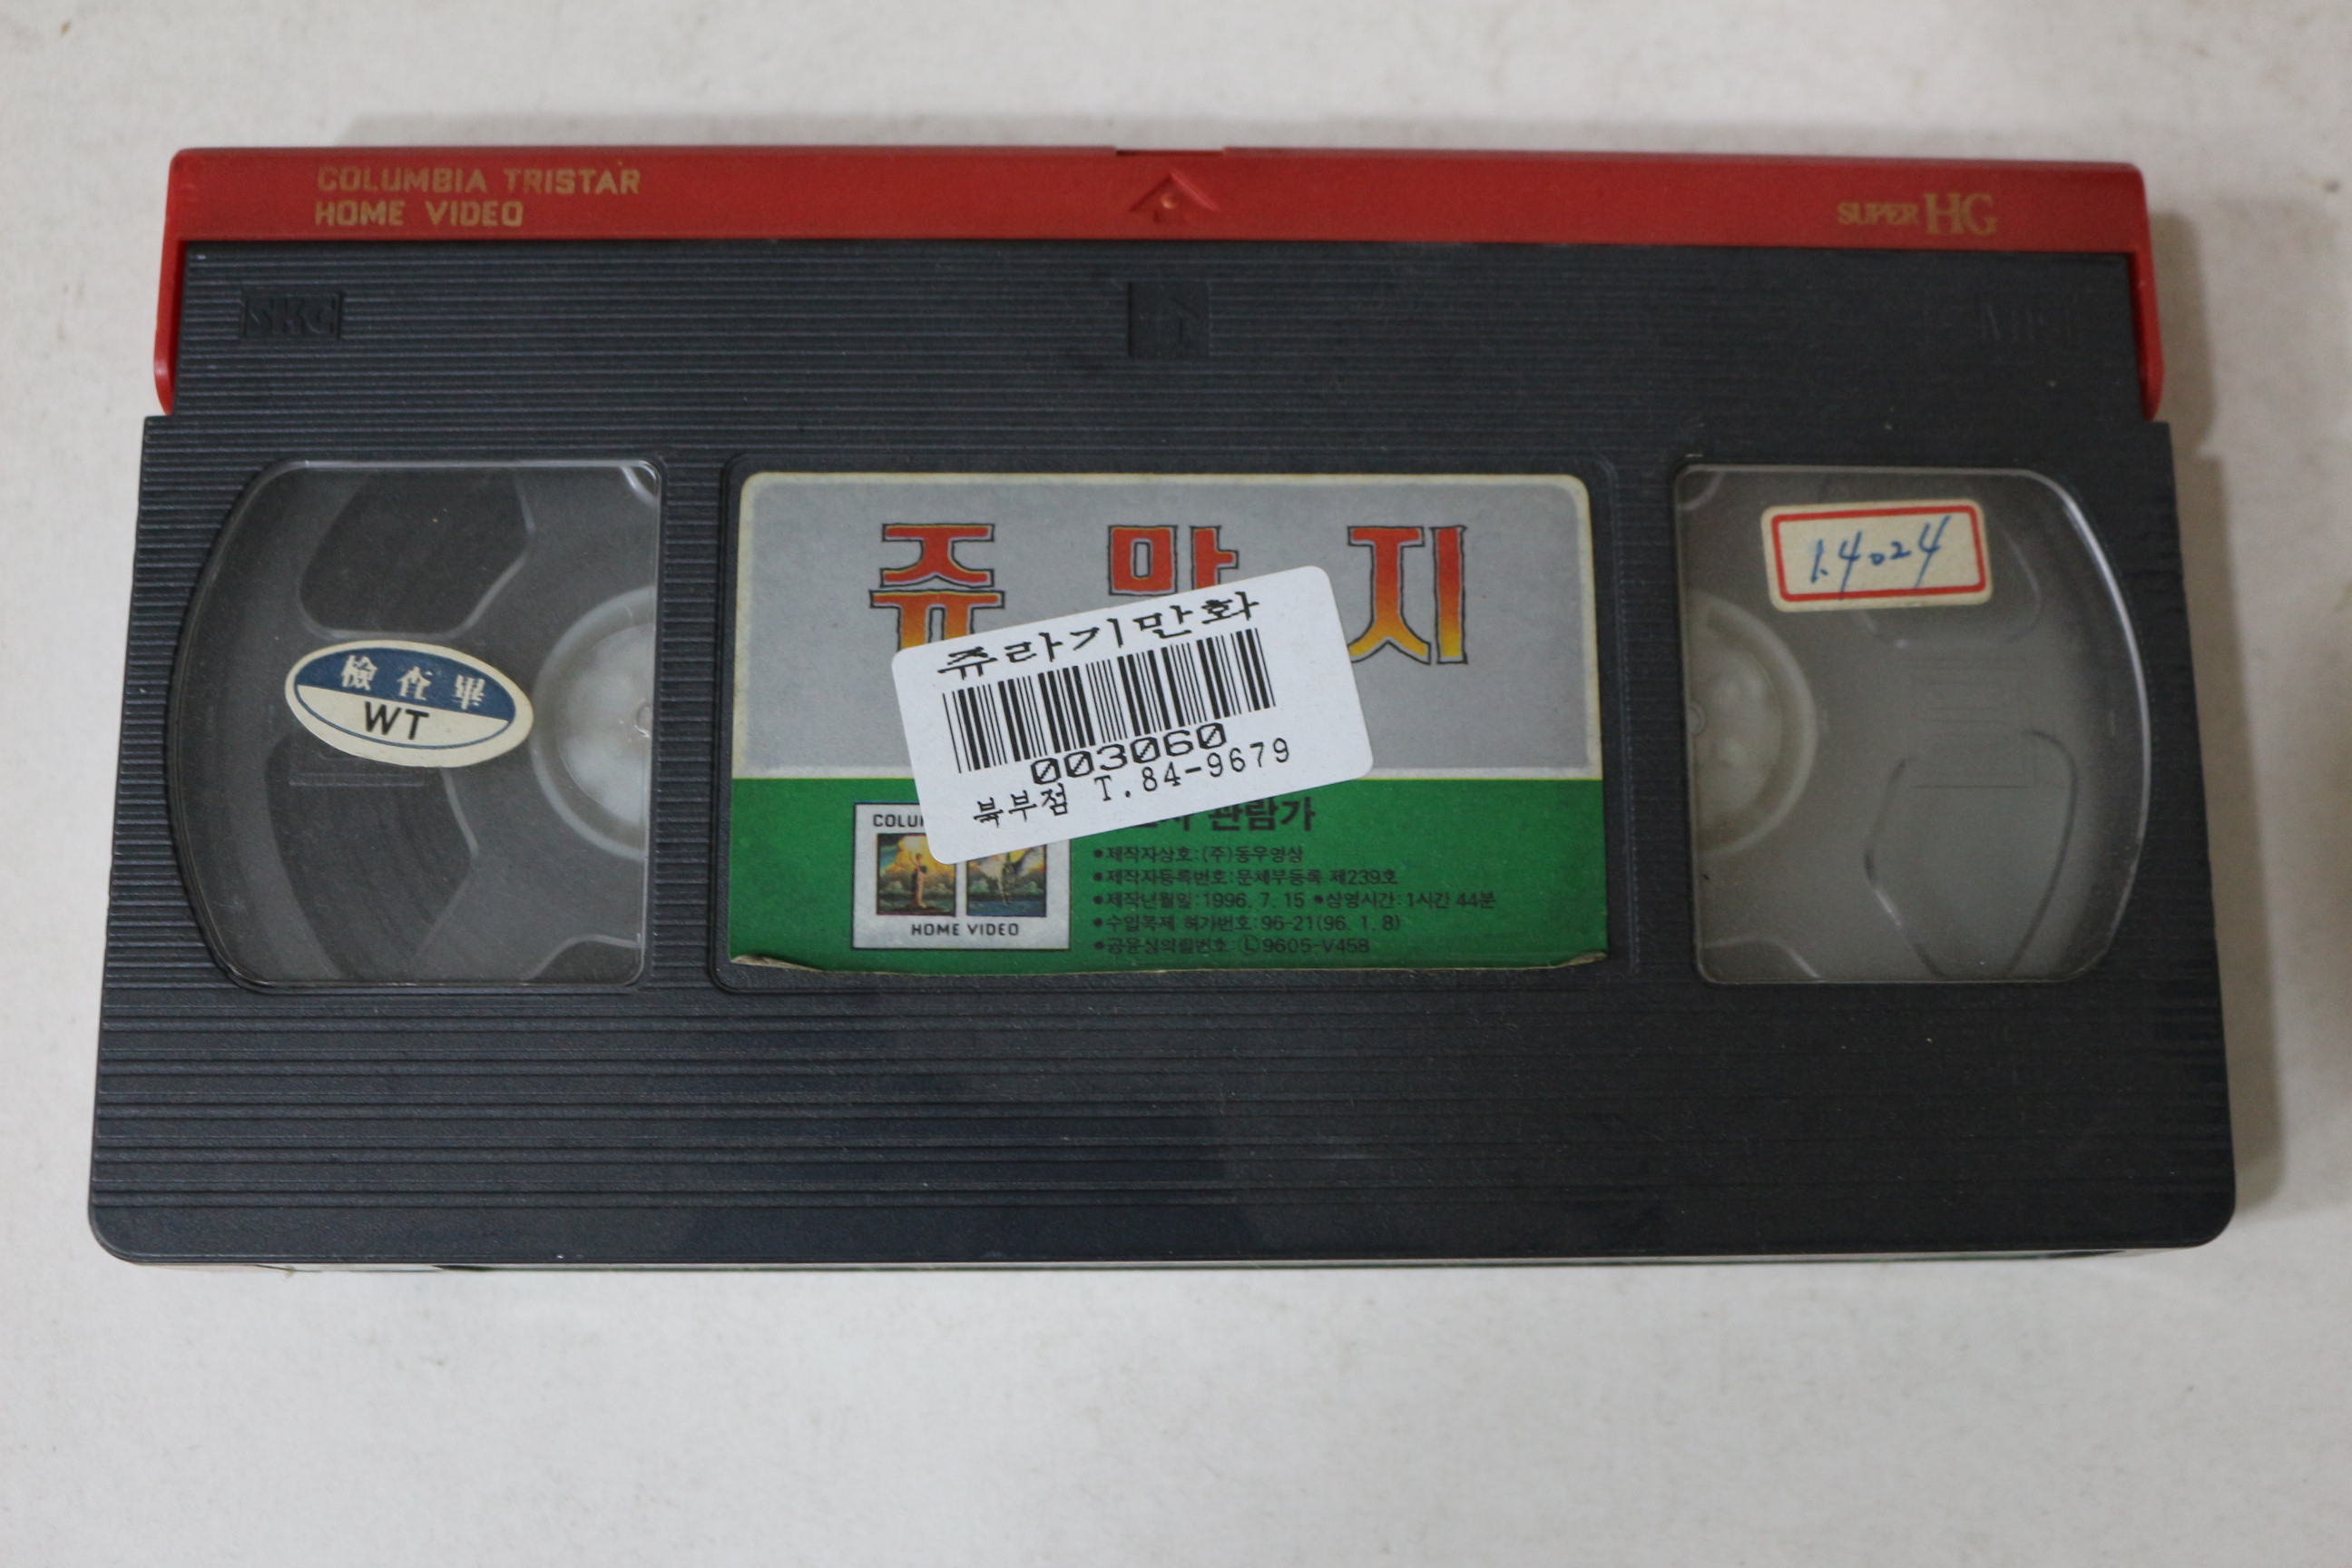 COLUMBIA TRISTAR
HOME VIDEO
SUPER HG
SKC
쥬만지
쥬라기만화
003060
북부점 T.84-9679
檢查畢
WT
1.4024
관람가
HOME VIDEO
•제작자상호:(주)동우영상
•제작자등록번호:문체부등록 제239호
•제작년월일:1996. 7. 15 •상영시간:1시간 44분
•수입복제 허가번호:96-21(96. 1. 8)
•공윤심의필번호:Ⓛ9605-V458